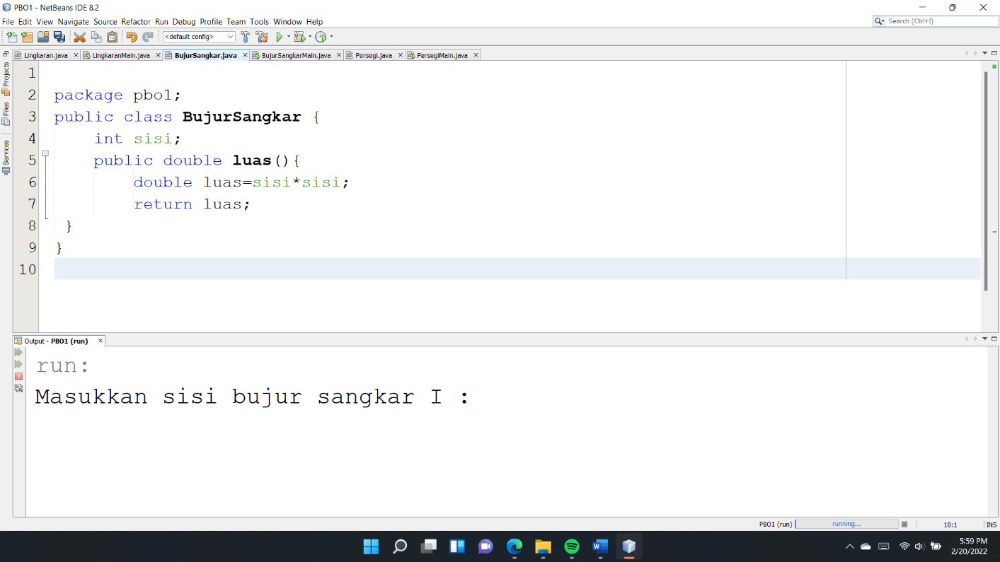 PBO1 - NetBeans IDE 8.2
File Edit View Navigate Source Refactor Run Debug Profile Team Tools Window Help
Search (Ctrl+I)
<default config>
Lingkaran.java LingkaranMain.java BujurSangkar.java BujurSangkarMain.java Persegi.java PersegiMain.java
Projects
Files
Services
1
2 package pbo1;
3 public class BujurSangkar {
4 int sisi;
5 public double luas(){
6 double luas=sisi*sisi;
7 return luas;
8 }
9 }
10
Output - PBO1 (run)
run:
Masukkan sisi bujur sangkar I :
PBO1 (run) running... 10:1 INS
5:59 PM
2/20/2022